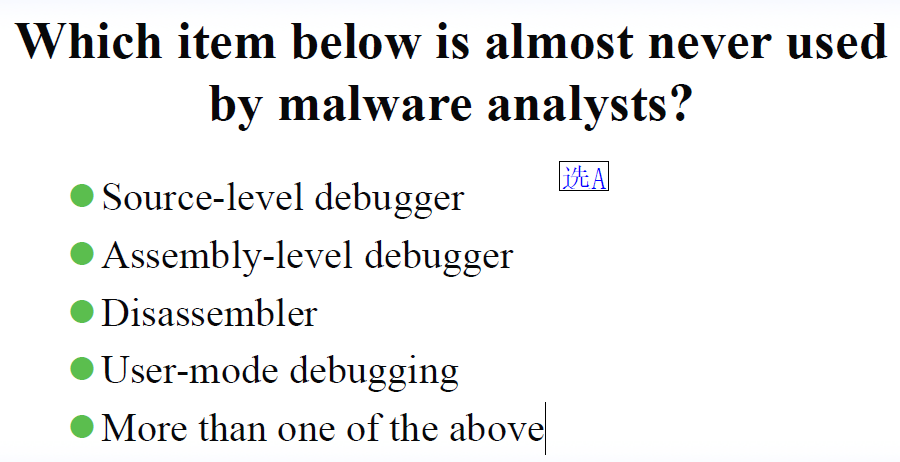 Which item below is almost never used
by malware analysts?
选A
Source-level debugger
Assembly-level debugger
Disassembler
User-mode debugging
More than one of the above